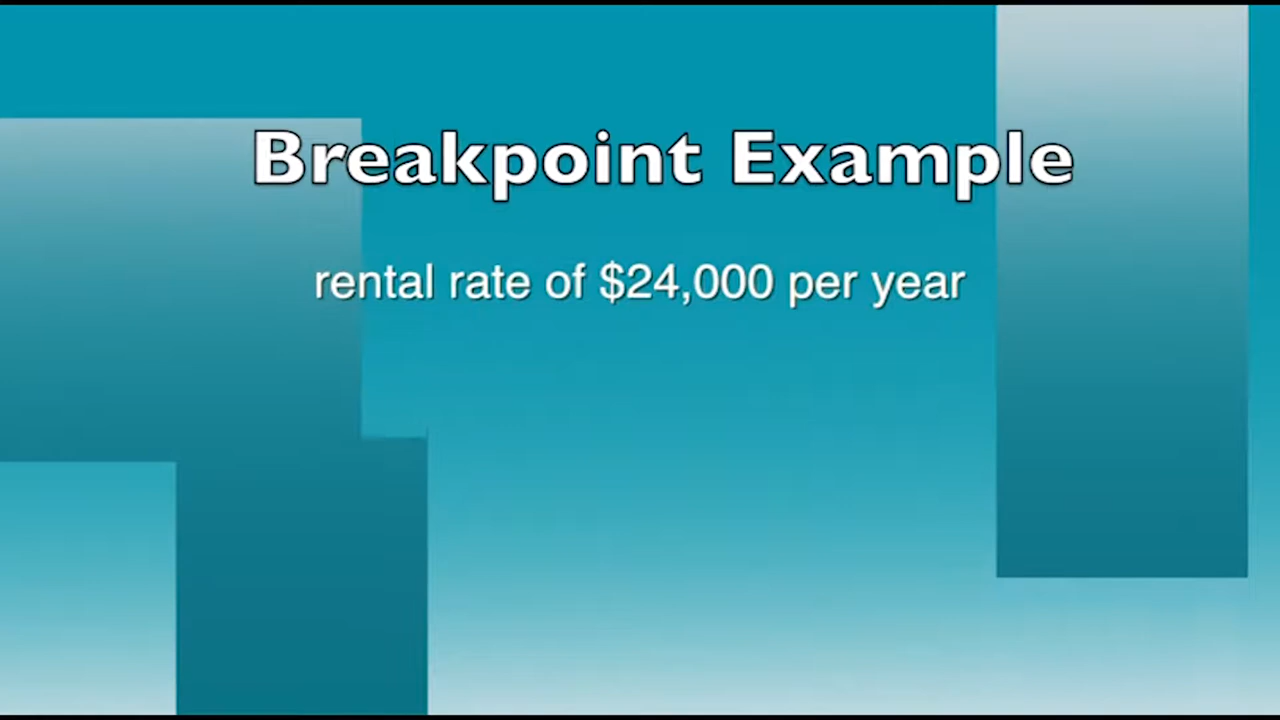 Breakpoint Example
rental rate of $24,000 per year